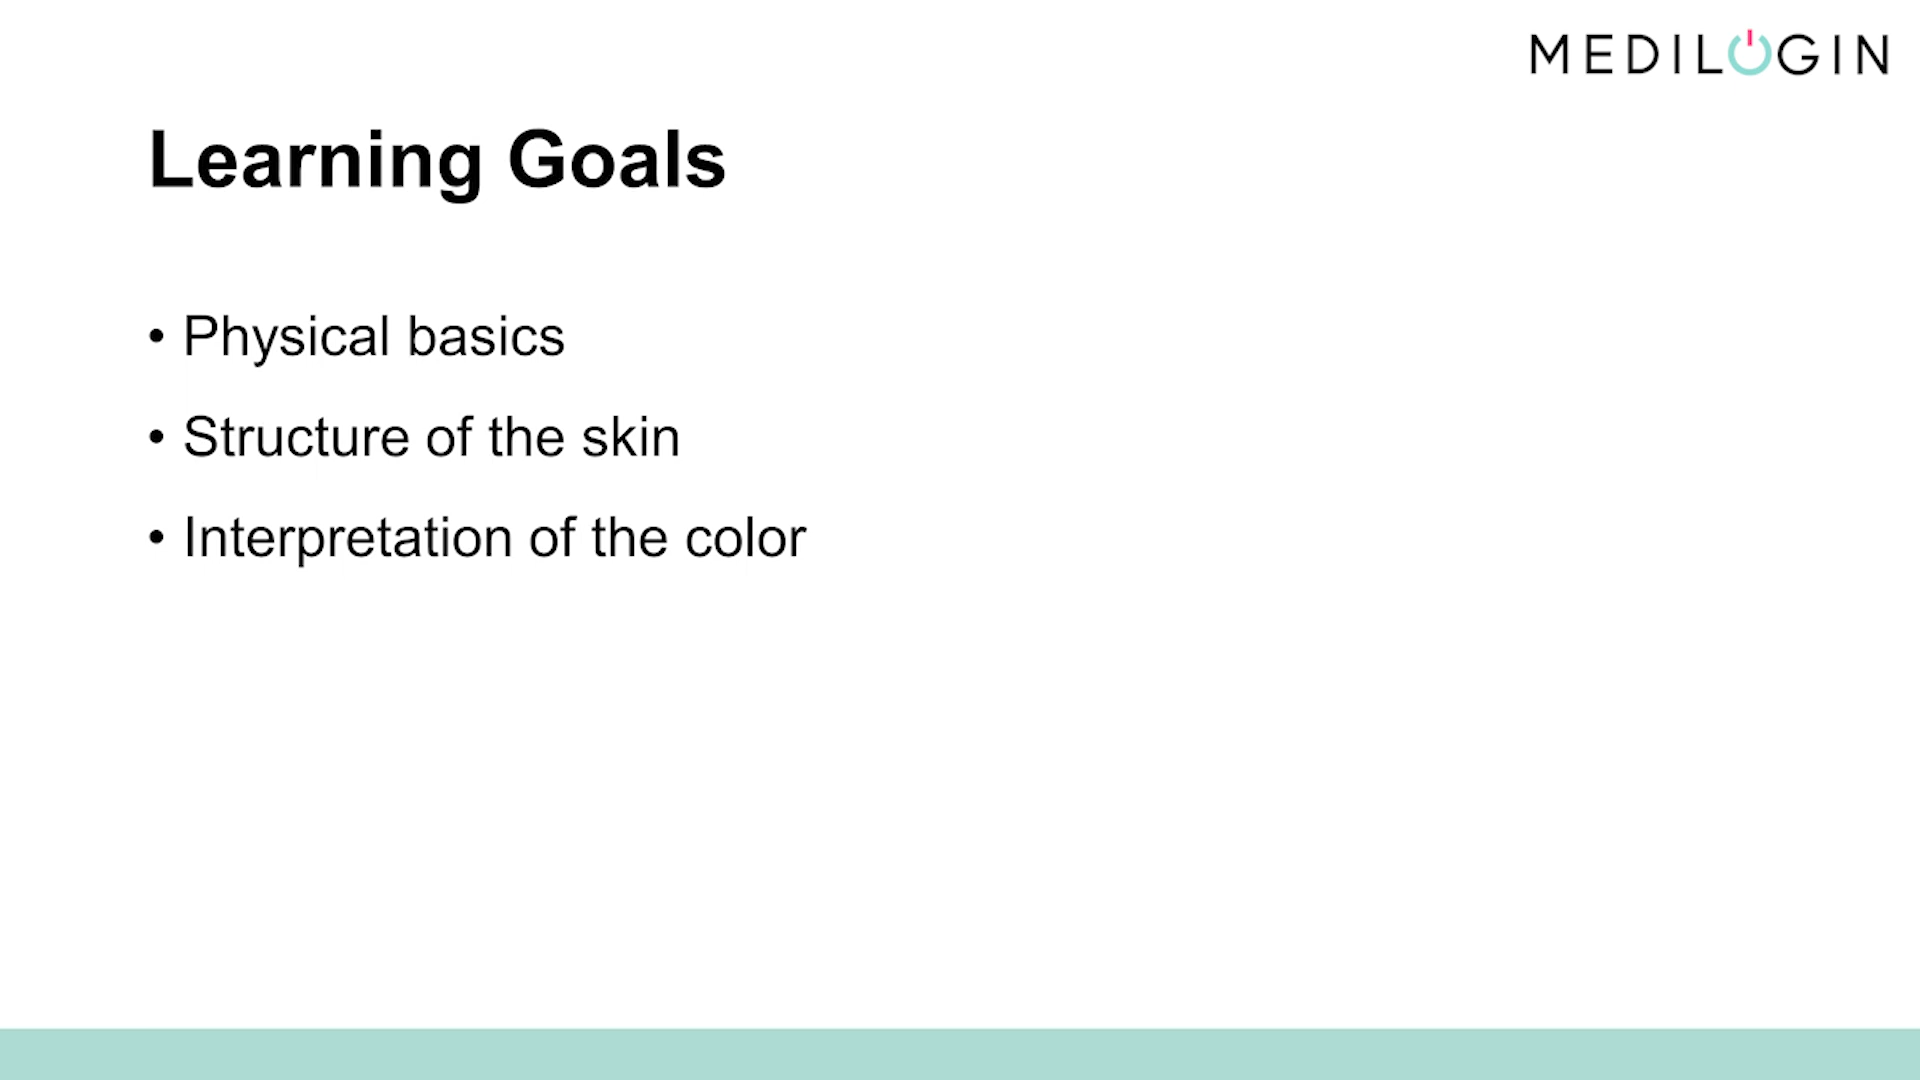 MEDILOGIN
Learning Goals
• Physical basics
• Structure of the skin
• Interpretation of the color